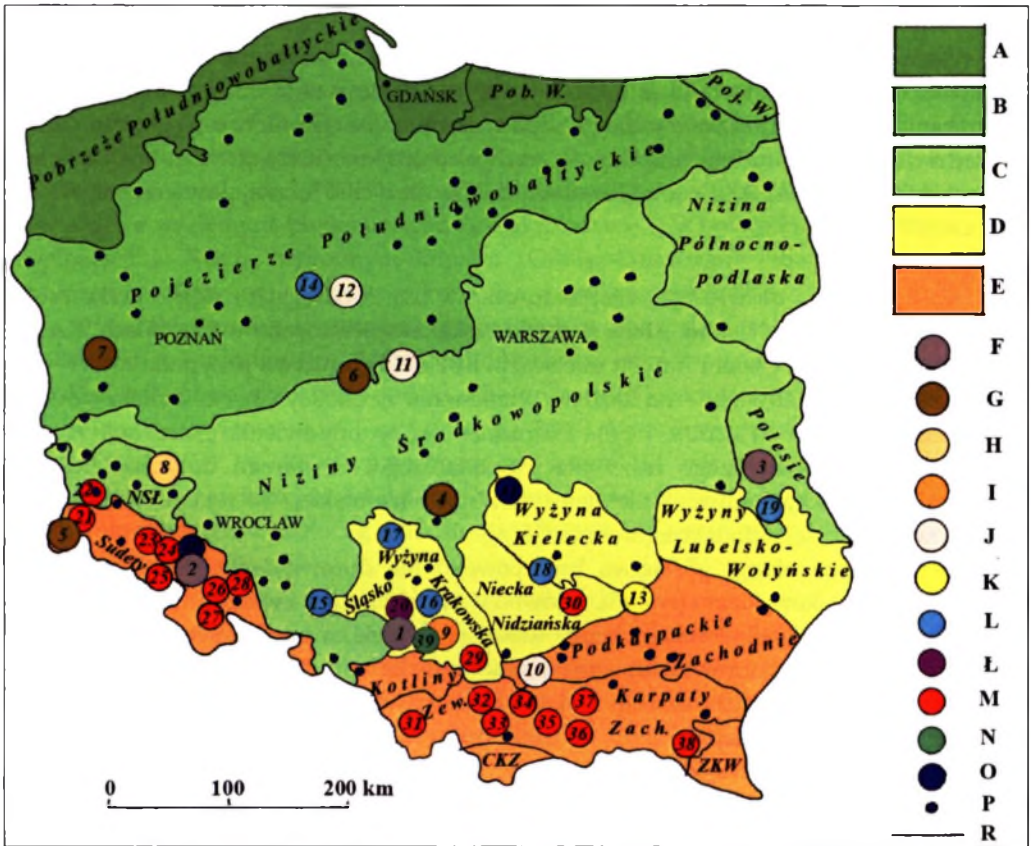 Pobrzeże Południowobałtyckie
GDAŃSK
Pob. W.
Poj. W.
Pojezierze Południowobałtyckie
Nizina
Północno-
podlaska
14
12
POZNAŃ
WARSZAWA
7
6
11
Niziny Środkowopolskie
Polesie
3
8
NSŁ
21
5
Sudety
23
24
25
2
26
28
27
WROCŁAW
4
17
Wyżyna
Śląsko
Krakowska
15
16
1
39
9
29
Wyżyna
Kielecka
18
Niecka
Nidziańska
30
13
Wyżyny
Lubelsko-
Wołyńskie
19
Kotliny
Podkarpackie
10
Zew.
Zachodnie
Karpaty
Zach.
31
32
33
34
35
36
37
38
CKZ
ZKW
0
100
200 km
A
B
C
D
E
F
G
H
I
J
K
L
Ł
M
N
O
P
R